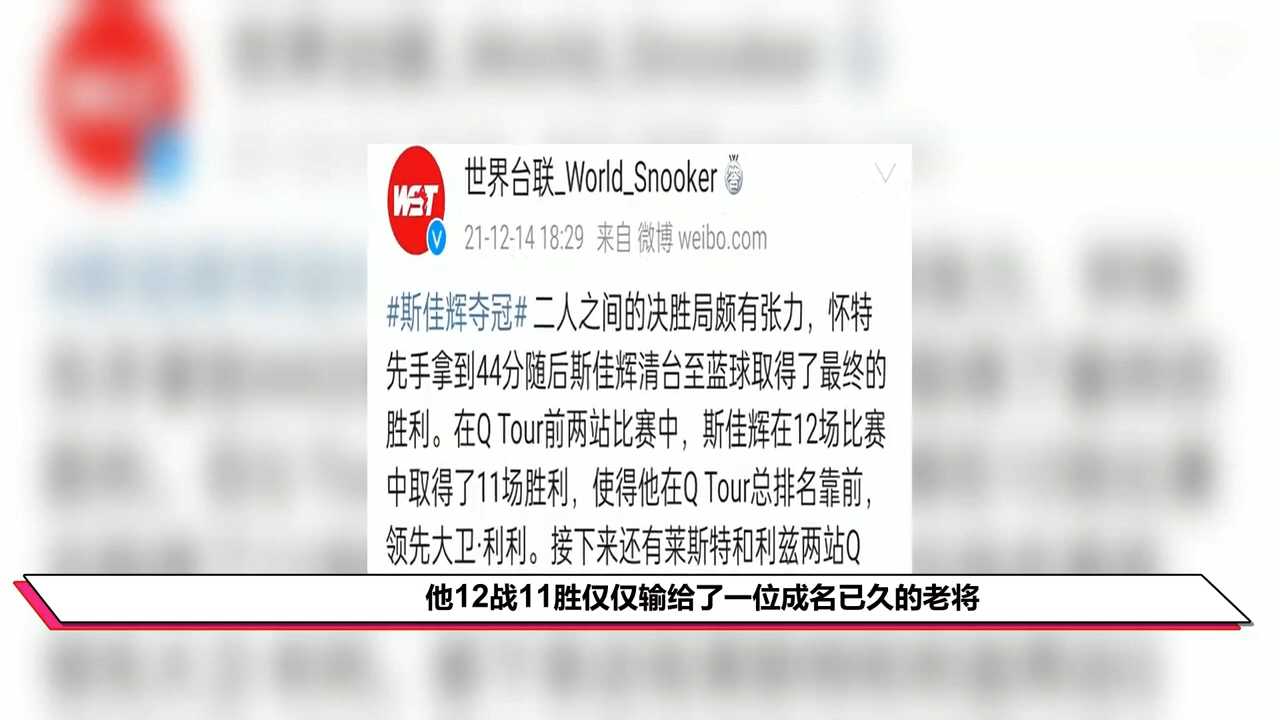 世界台联_World_Snooker
WST
V
21-12-14 18:29 来自 微博 weibo.com
#斯佳辉夺冠# 二人之间的决胜局颇有张力，怀特
先手拿到44分随后斯佳辉清台至蓝球取得了最终的
胜利。在Q Tour前两站比赛中，斯佳辉在12场比赛
中取得了11场胜利，使得他在Q Tour总排名靠前，
领先大卫·利利。接下来还有莱斯特和利兹两站Q
他12战11胜仅仅输给了一位成名已久的老将